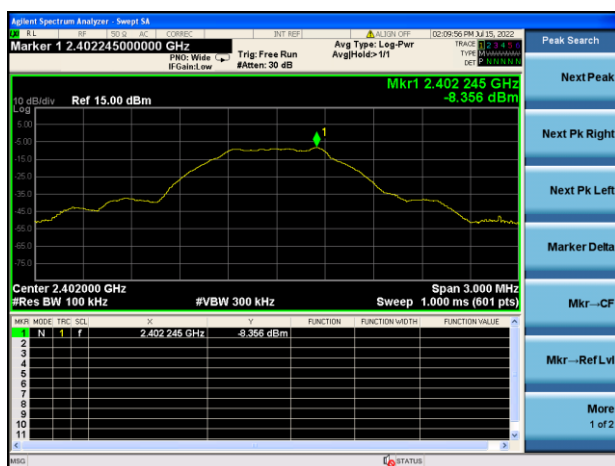 Agilent Spectrum Analyzer - Swept SA
RL RF 50 Ω AC CORREC INT REF ALIGN OFF 02:09:56 PM Jul 15, 2022
Marker 1 2.402245000000 GHz
PNO: Wide
IFGain:Low
Trig: Free Run
#Atten: 30 dB
Avg Type: Log-Pwr
Avg|Hold:>1/1
TRACE 1 2 3 4 5 6
TYPE M
DET P N N N N N
Mkr1 2.402 245 GHz
-8.356 dBm
10 dB/div Ref 15.00 dBm
Log
5.00
-5.00
-15.0
-25.0
-35.0
-45.0
-55.0
-65.0
-75.0
1
Center 2.402000 GHz Span 3.000 MHz
#Res BW 100 kHz #VBW 300 kHz Sweep 1.000 ms (601 pts)
MKR MODE TRC SCL X Y FUNCTION FUNCTION WIDTH FUNCTION VALUE
1 N 1 f 2.402 245 GHz -8.356 dBm
2
3
4
5
6
7
8
9
10
11
MSG STATUS
Peak Search
Next Peak
Next Pk Right
Next Pk Left
Marker Delta
Mkr→CF
Mkr→Ref Lvl
More
1 of 2